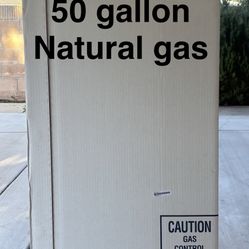 50 gallon
Natural gas
CAUTION
GAS
CONTROL